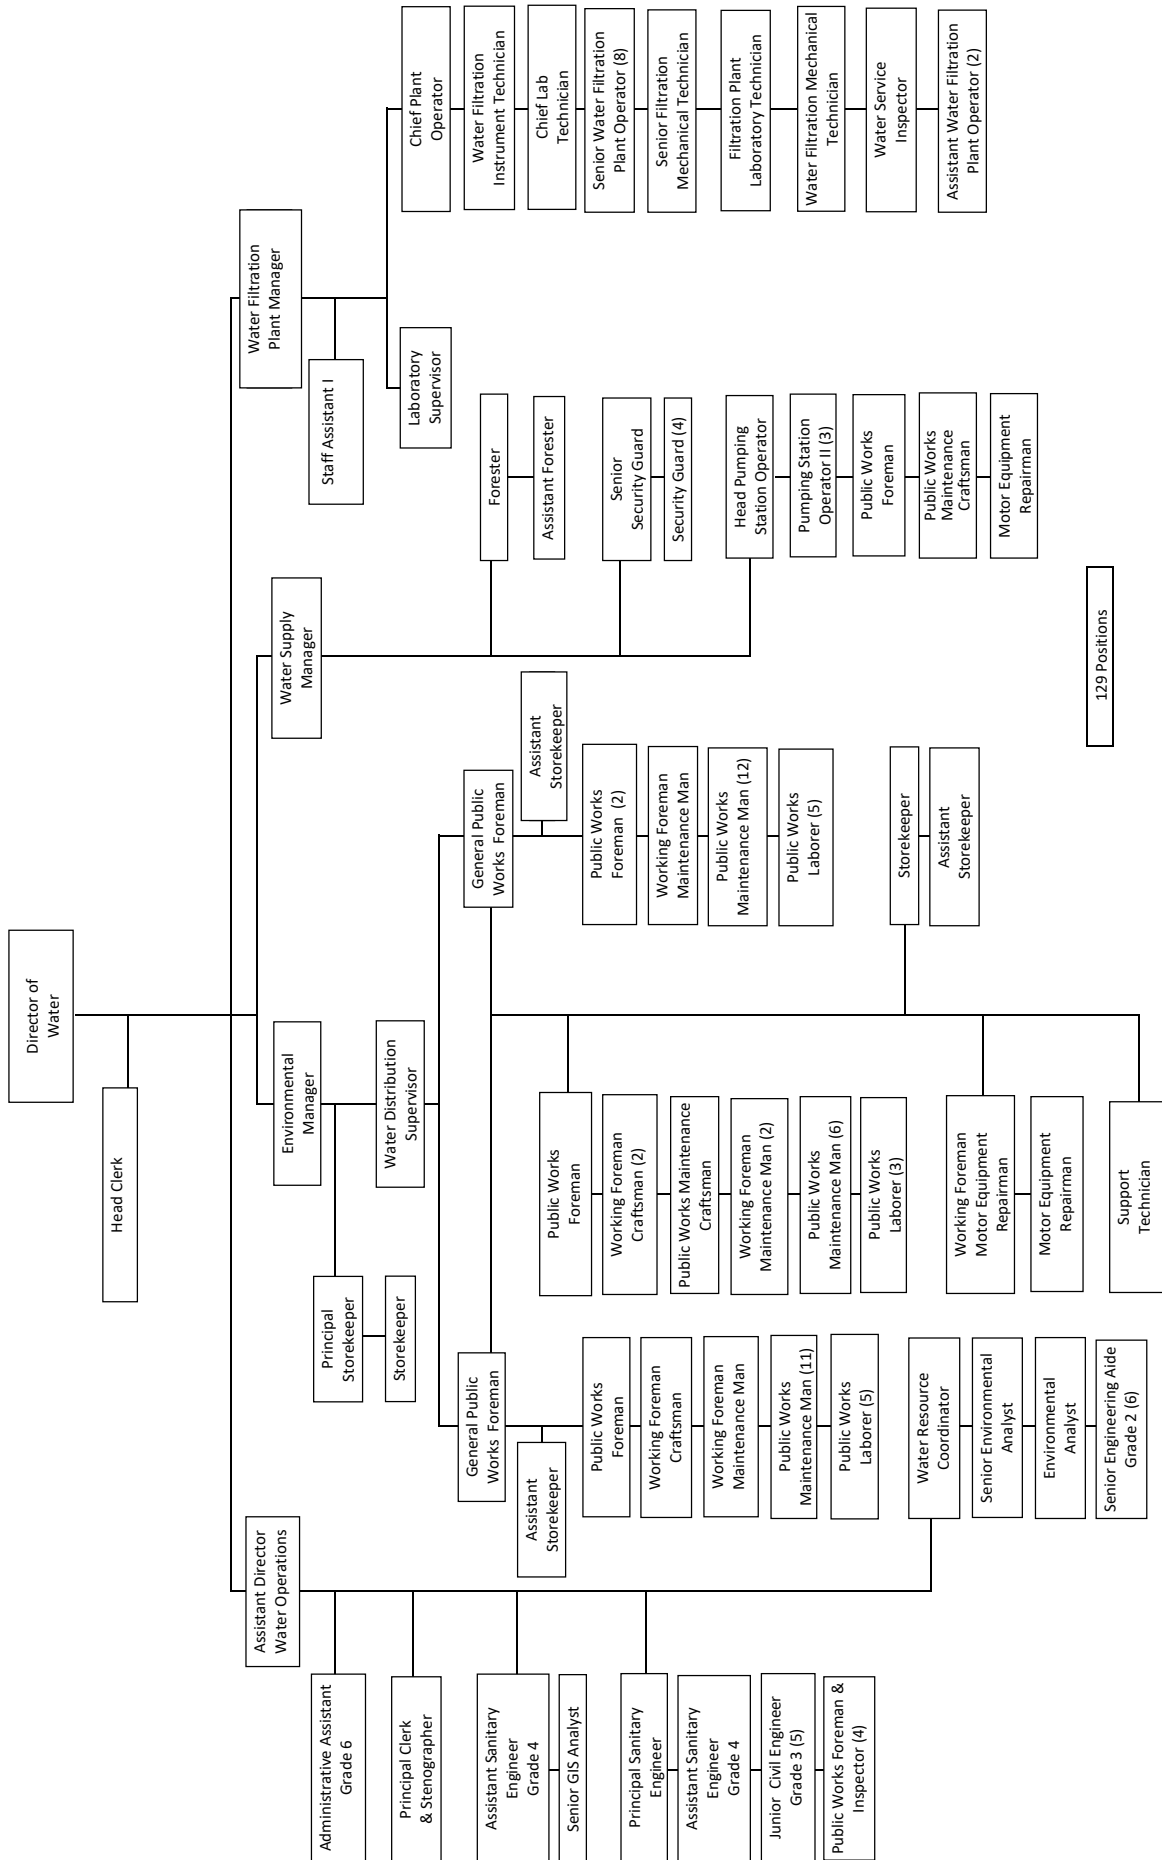 Director of
Water
Head Clerk
Assistant Director
Water Operations
Administrative Assistant
Grade 6
Principal Clerk
& Stenographer
Assistant Sanitary
Engineer
Grade 4
Senior GIS Analyst
Principal Sanitary
Engineer
Assistant Sanitary
Engineer
Grade 4
Junior Civil Engineer
Grade 3 (5)
Public Works Foreman &
Inspector (4)
Water Resource
Coordinator
Senior Environmental
Analyst
Environmental
Analyst
Senior Engineering Aide
Grade 2 (6)
Environmental
Manager
Principal
Storekeeper
Storekeeper
Water Distribution
Supervisor
General Public
Works Foreman
Assistant
Storekeeper
Public Works
Foreman
Working Foreman
Craftsman
Working Foreman
Maintenance Man
Public Works
Maintenance Man (11)
Public Works
Laborer (5)
Public Works
Foreman
Working Foreman
Craftsman (2)
Public Works Maintenance
Craftsman
Working Foreman
Maintenance Man (2)
Public Works
Maintenance Man (6)
Public Works
Laborer (3)
Working Foreman
Motor Equipment
Repairman
Motor Equipment
Repairman
Support
Technician
General Public
Works Foreman
Assistant
Storekeeper
Public Works
Foreman (2)
Working Foreman
Maintenance Man
Public Works
Maintenance Man (12)
Public Works
Laborer (5)
Storekeeper
Assistant
Storekeeper
Water Supply
Manager
Forester
Assistant Forester
Senior
Security Guard
Security Guard (4)
Head Pumping
Station Operator
Pumping Station
Operator II (3)
Public Works
Foreman
Public Works
Maintenance
Craftsman
Motor Equipment
Repairman
Water Filtration
Plant Manager
Staff Assistant I
Laboratory
Supervisor
Chief Plant
Operator
Water Filtration
Instrument Technician
Chief Lab
Technician
Senior Water Filtration
Plant Operator (8)
Senior Filtration
Mechanical Technician
Filtration Plant
Laboratory Technician
Water Filtration Mechanical
Technician
Water Service
Inspector
Assistant Water Filtration
Plant Operator (2)
129 Positions